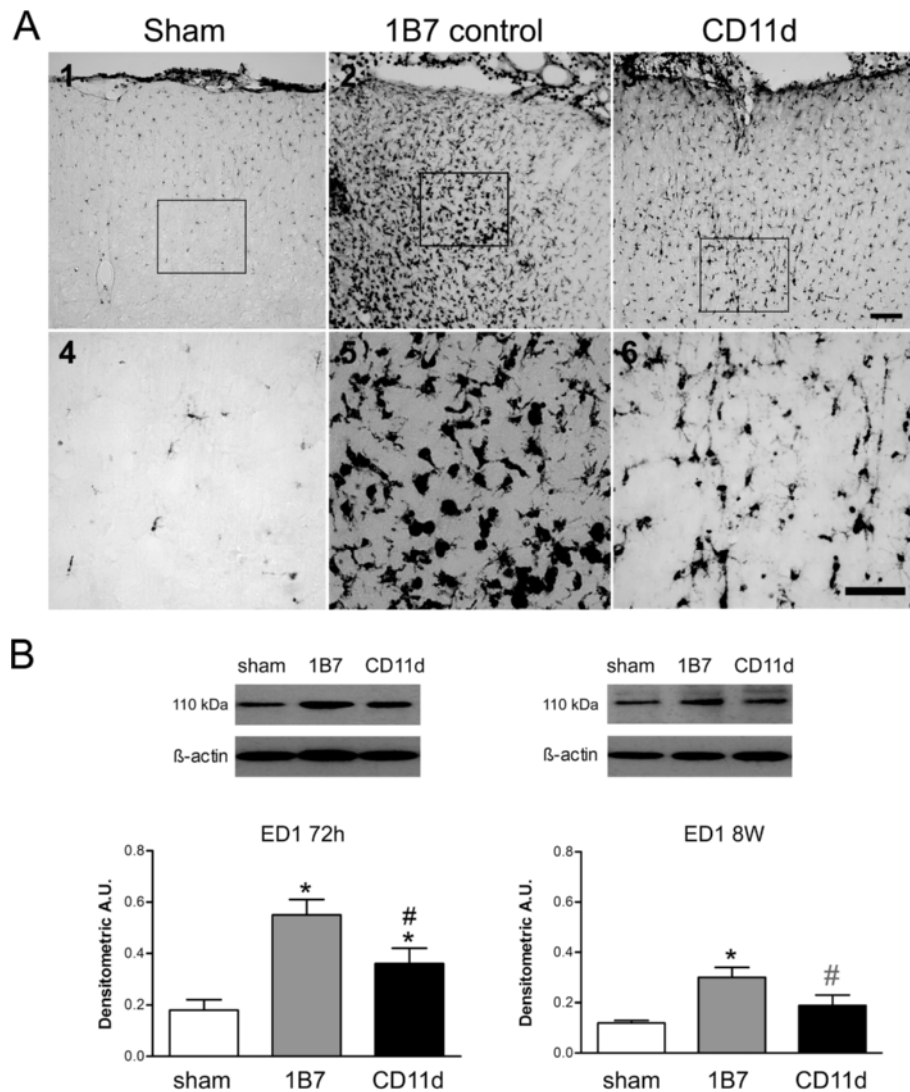 A
Sham 1B7 control CD11d
1 2
4 5 6
B
sham 1B7 CD11d
110 kDa
ß-actin
sham 1B7 CD11d
110 kDa
ß-actin
ED1 72h
Densitometric A.U.
0.8
0.6
0.4
0.2
0.0
*
#
*
sham 1B7 CD11d
ED1 8W
Densitometric A.U.
0.8
0.6
0.4
0.2
0.0
*
#
sham 1B7 CD11d